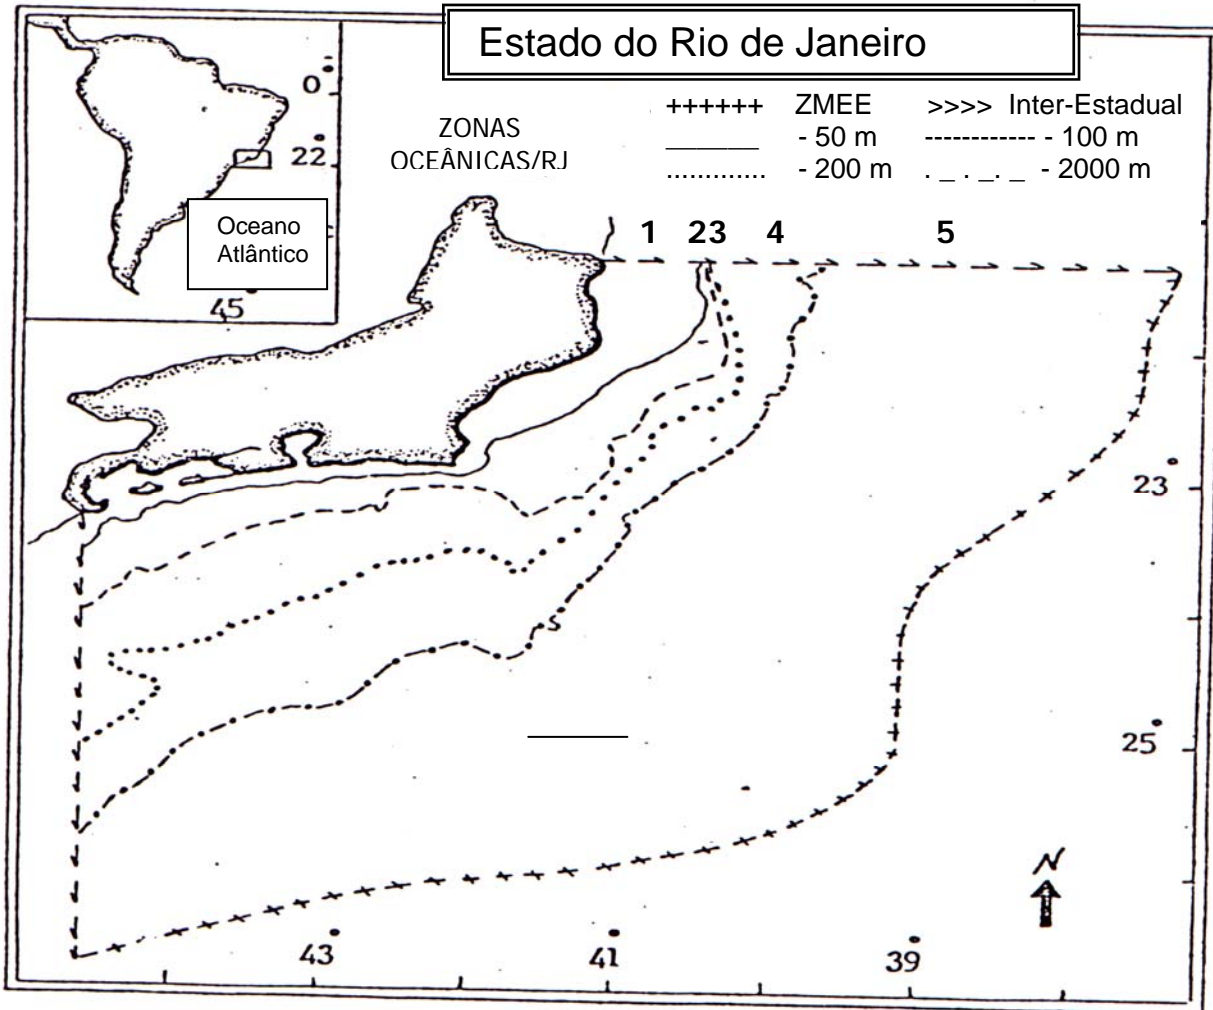 Estado do Rio de Janeiro
ZONAS
OCEÂNICAS/RJ
++++++ ZMEE >>>> Inter-Estadual
______ - 50 m ------------ - 100 m
............. - 200 m . _ . _. _ - 2000 m
0°
22°
Oceano
Atlântico
45°
1 23 4 5
23°
25°
N
43° 41° 39°